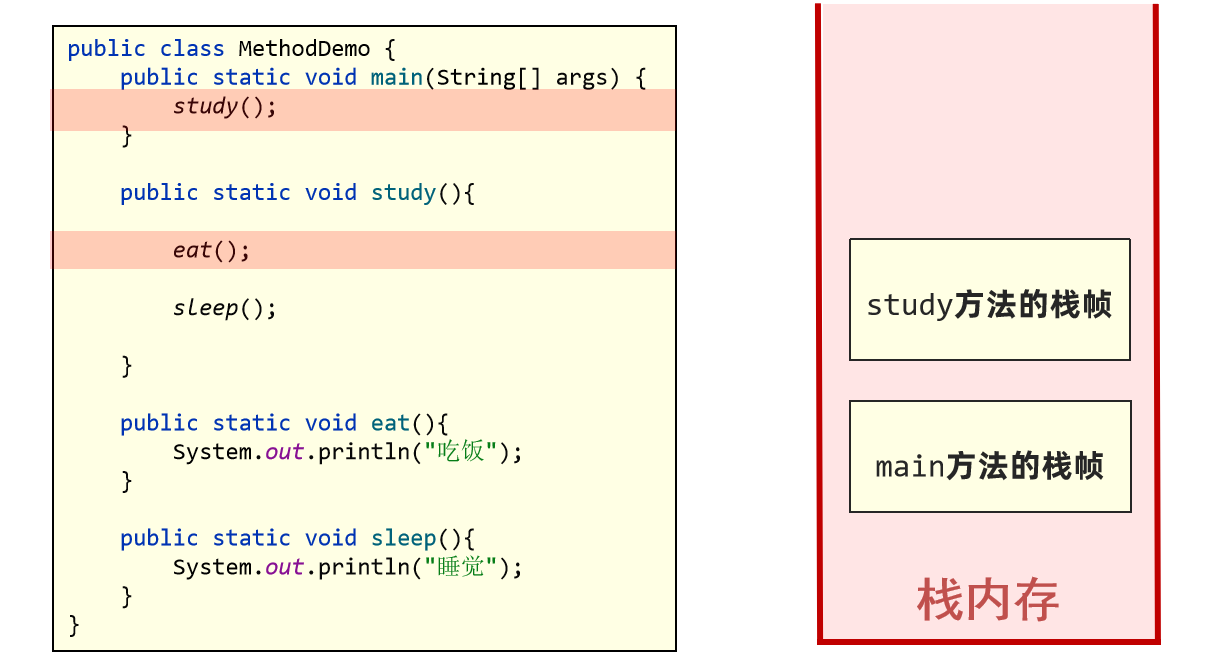 public class MethodDemo {
    public static void main(String[] args) {
        study();
    }
    public static void study(){
        eat();
        sleep();
    }
    public static void eat(){
        System.out.println("吃饭");
    }
    public static void sleep(){
        System.out.println("睡觉");
    }
}
study方法的栈帧
main方法的栈帧
栈内存